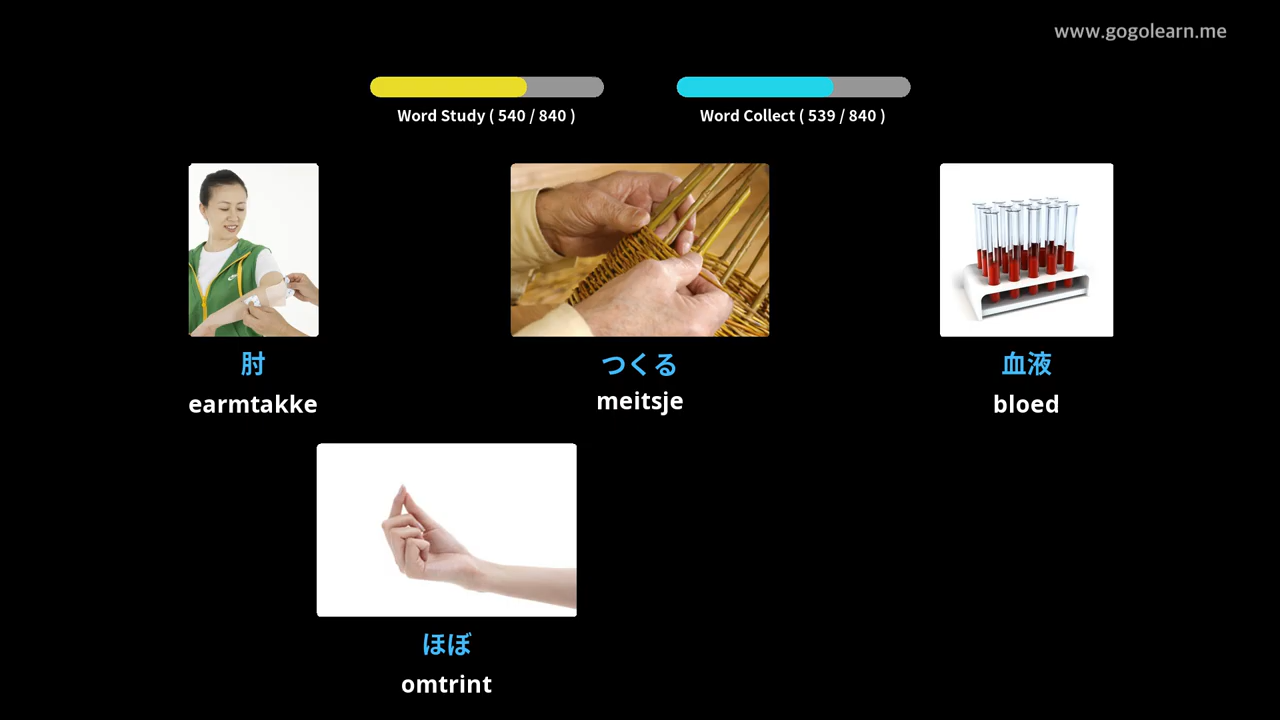 www.gogolearn.me
Word Study ( 540 / 840 )
Word Collect ( 539 / 840 )
肘
つくる
血液
earmtakke
meitsje
bloed
ほぼ
omtrint